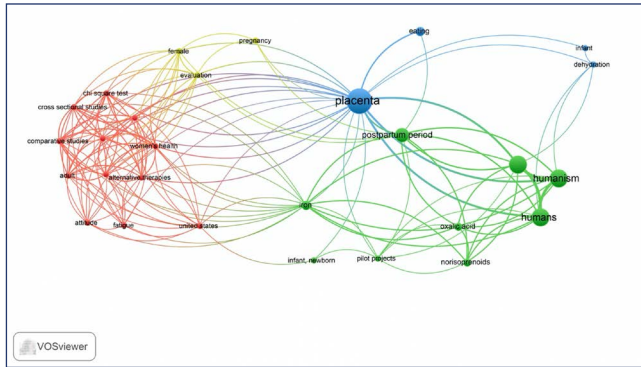 eating
pregnancy
female
infant
dehydration
evaluation
chi square test
placenta
cross sectional studies
postpartum period
comparative studies
women's health
adult
alternative therapies
humanism
iron
attitude
fatigue
united states
humans
oxalic acid
infant, newborn
pilot projects
norisoprenoids
VOSviewer